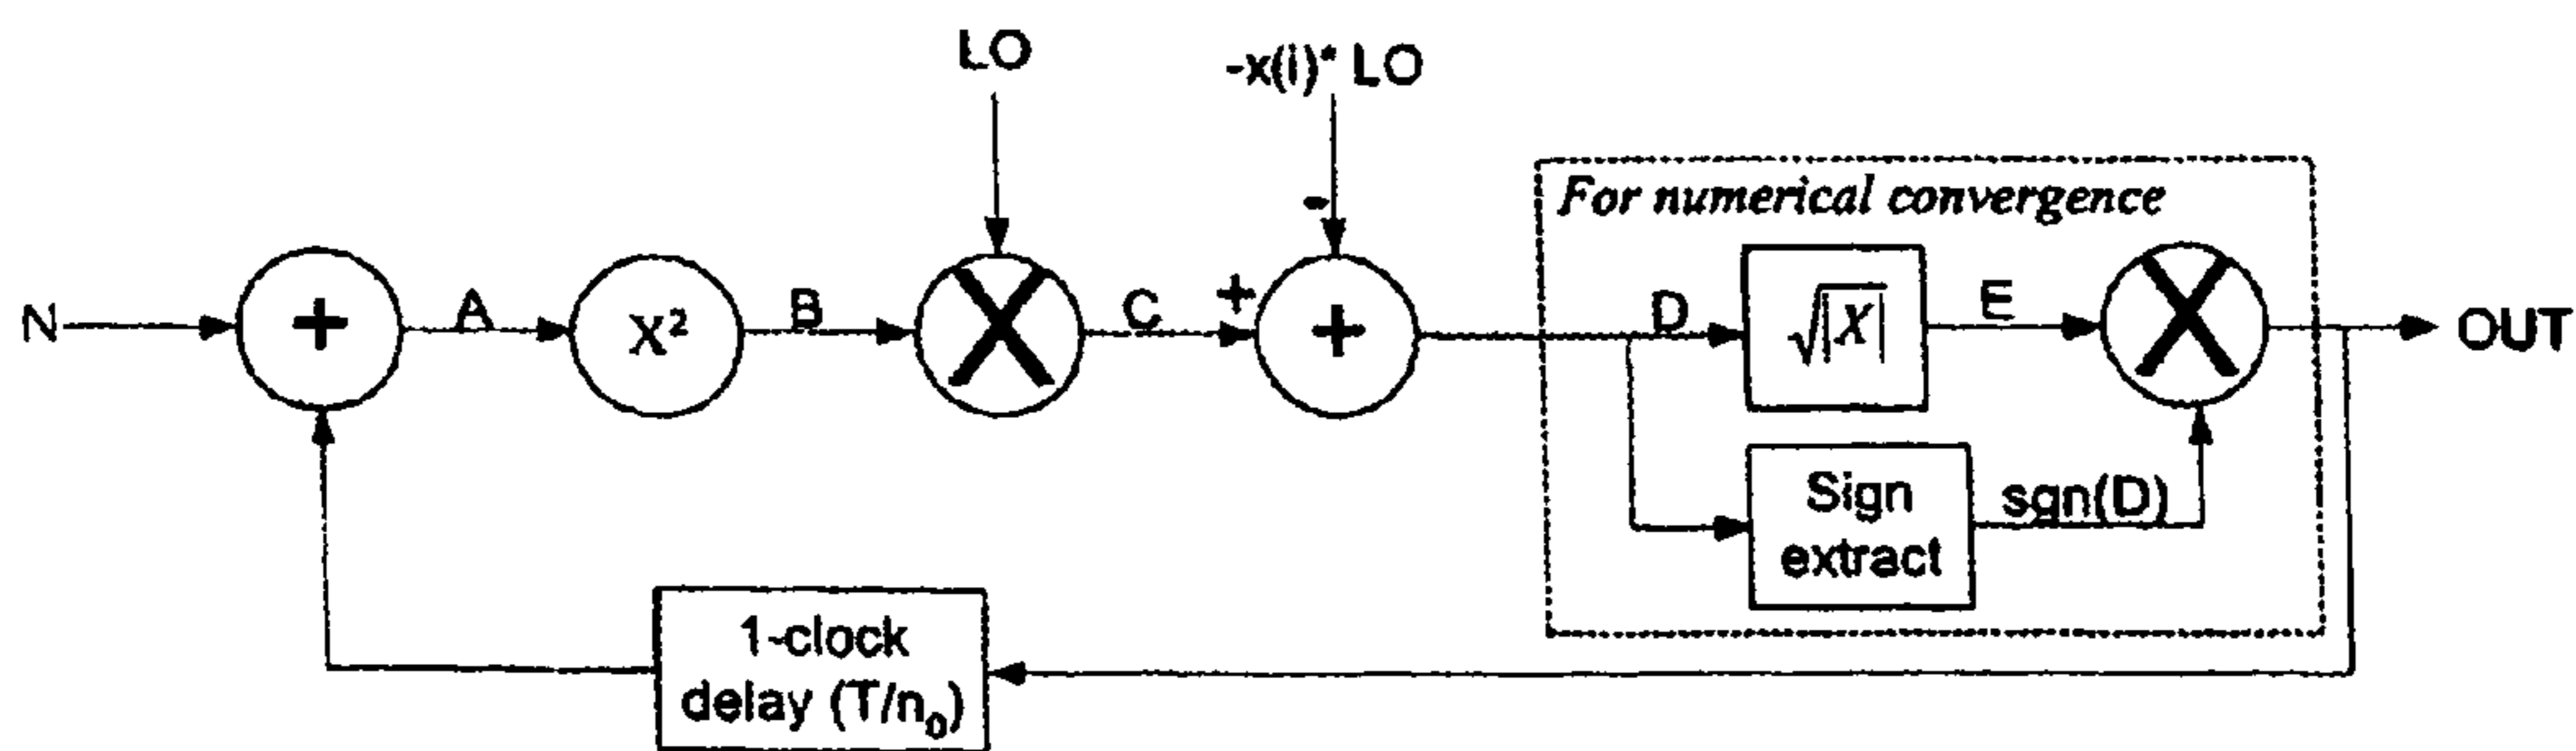 LO
-x(i)* LO
-
For numerical convergence
N
+
A
X²
B
X
C
+
+
D
√|X|
E
X
OUT
Sign
extract
sgn(D)
1-clock
delay (T/n₀)